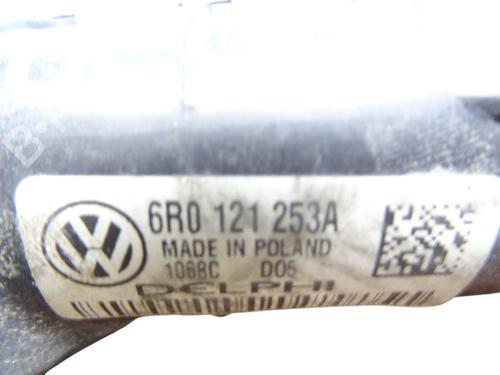 6R0 121 253A
MADE IN POLAND
1068C D05
DELPHI